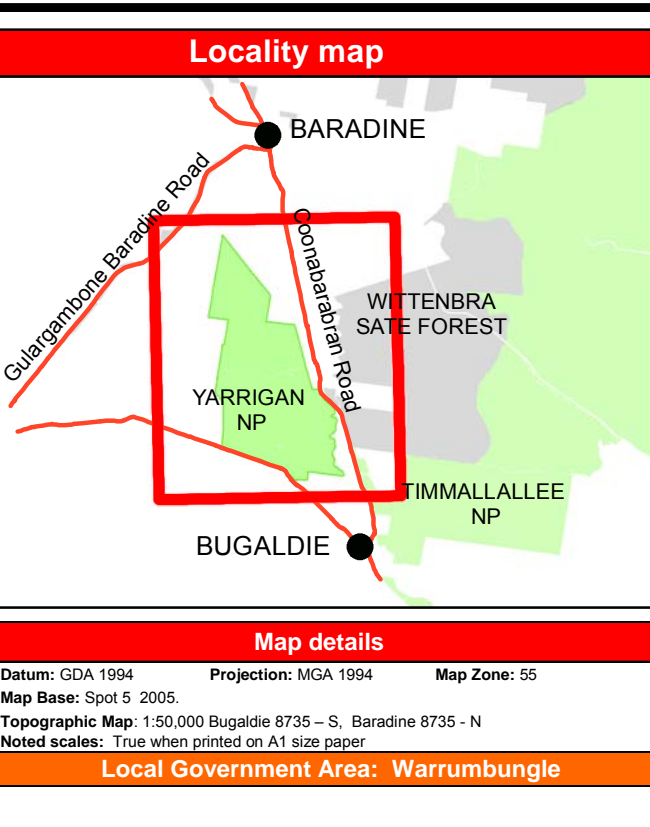 Locality map
BARADINE
Gulargambone Baradine Road
Coonabarabran Road
WITTENBRA
SATE FOREST
YARRIGAN
NP
TIMMALLALLEE
NP
BUGALDIE
Map details
Datum: GDA 1994 Projection: MGA 1994 Map Zone: 55
Map Base: Spot 5 2005.
Topographic Map: 1:50,000 Bugaldie 8735 – S, Baradine 8735 - N
Noted scales: True when printed on A1 size paper
Local Government Area: Warrumbungle